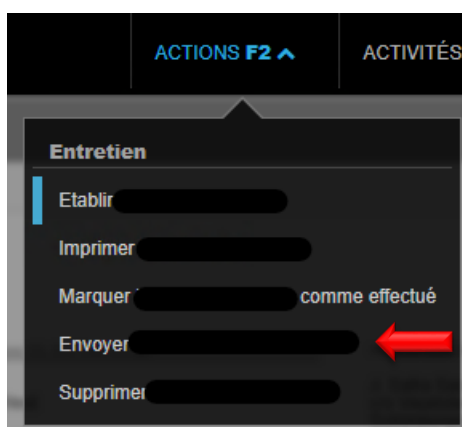 ACTIONS F2
ACTIVITÉS
Entretien
Etablir
Imprimer
Marquer comme effectué
Envoyer
Supprimer